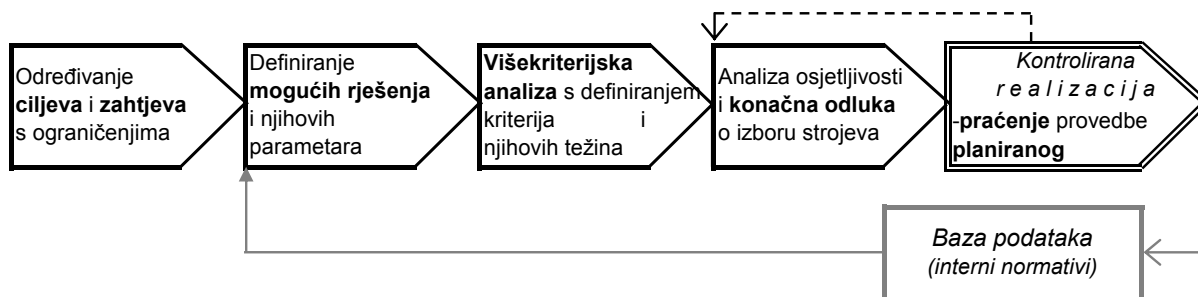 Određivanje
ciljeva i zahtjeva
s ograničenjima
Definiranje
mogućih rješenja
i njihovih
parametara
Višekriterijska
analiza s definiranjem
kriterija i
njihovih težina
Analiza osjetljivosti
i konačna odluka
o izboru strojeva
Kontrolirana
r e a l i z a c i j a
-praćenje provedbe
planiranog
Baza podataka
(interni normativi)